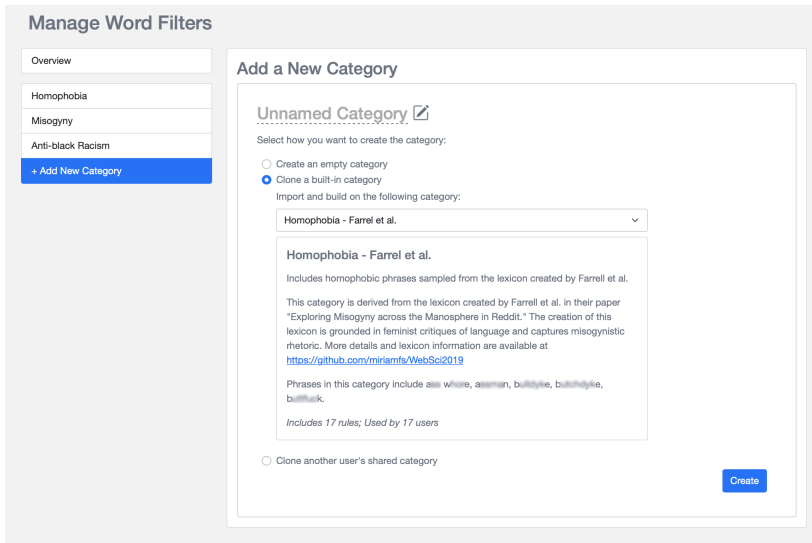 Manage Word Filters
Overview
Homophobia
Misogyny
Anti-black Racism
+ Add New Category
Add a New Category
Unnamed Category
Select how you want to create the category:
Create an empty category
Clone a built-in category
Import and build on the following category:
Homophobia - Farrel et al.
Homophobia - Farrel et al.
Includes homophobic phrases sampled from the lexicon created by Farrell et al.
This category is derived from the lexicon created by Farrell et al. in their paper
"Exploring Misogyny across the Manosphere in Reddit." The creation of this
lexicon is grounded in feminist critiques of language and captures misogynistic
rhetoric. More details and lexicon information are available at
https://github.com/miriamfs/WebSci2019
Phrases in this category include
Includes 17 rules; Used by 17 users
Clone another user's shared category
Create